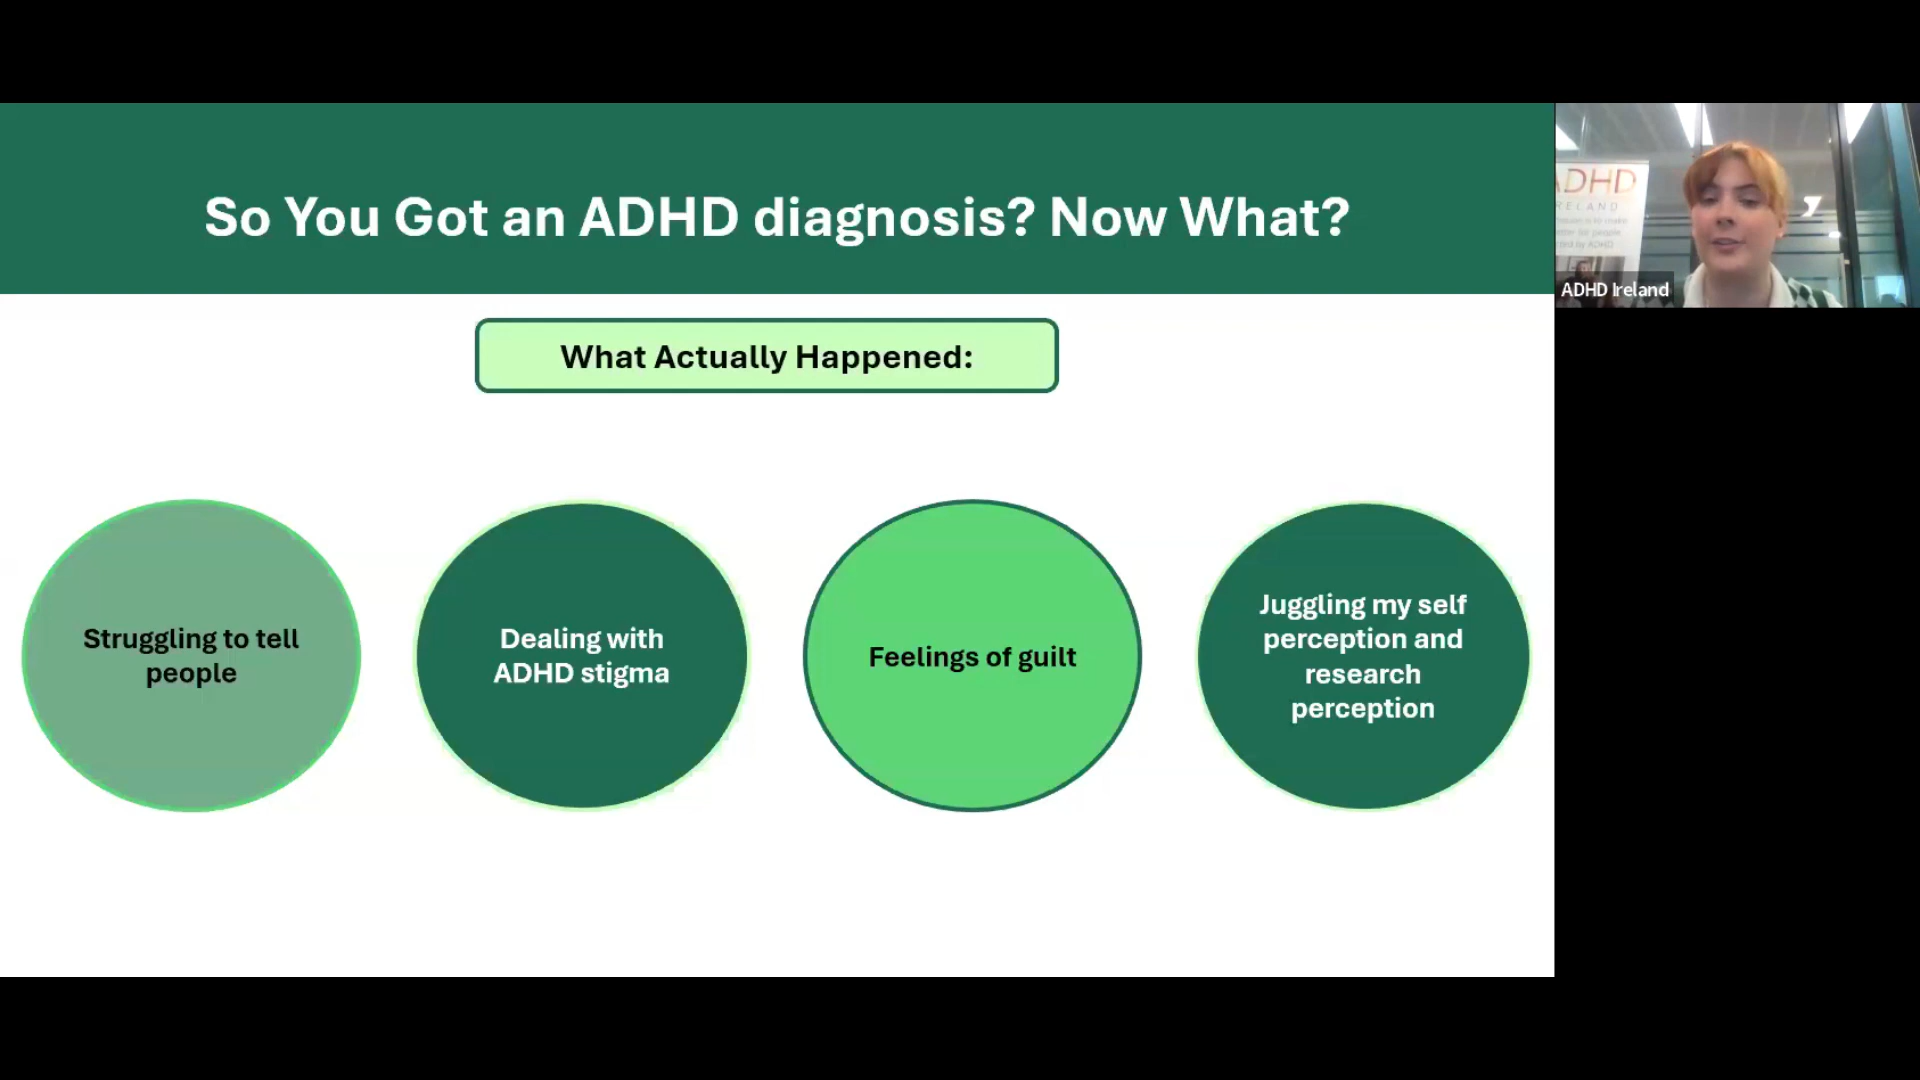 So You Got an ADHD diagnosis? Now What?
What Actually Happened:
Struggling to tell
people
Dealing with
ADHD stigma
Feelings of guilt
Juggling my self
perception and
research
perception
ADHD
ADHD Ireland